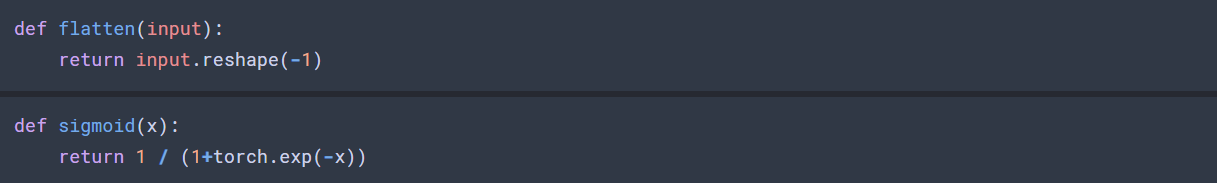 def flatten(input):
    return input.reshape(-1)
def sigmoid(x):
    return 1 / (1+torch.exp(-x))